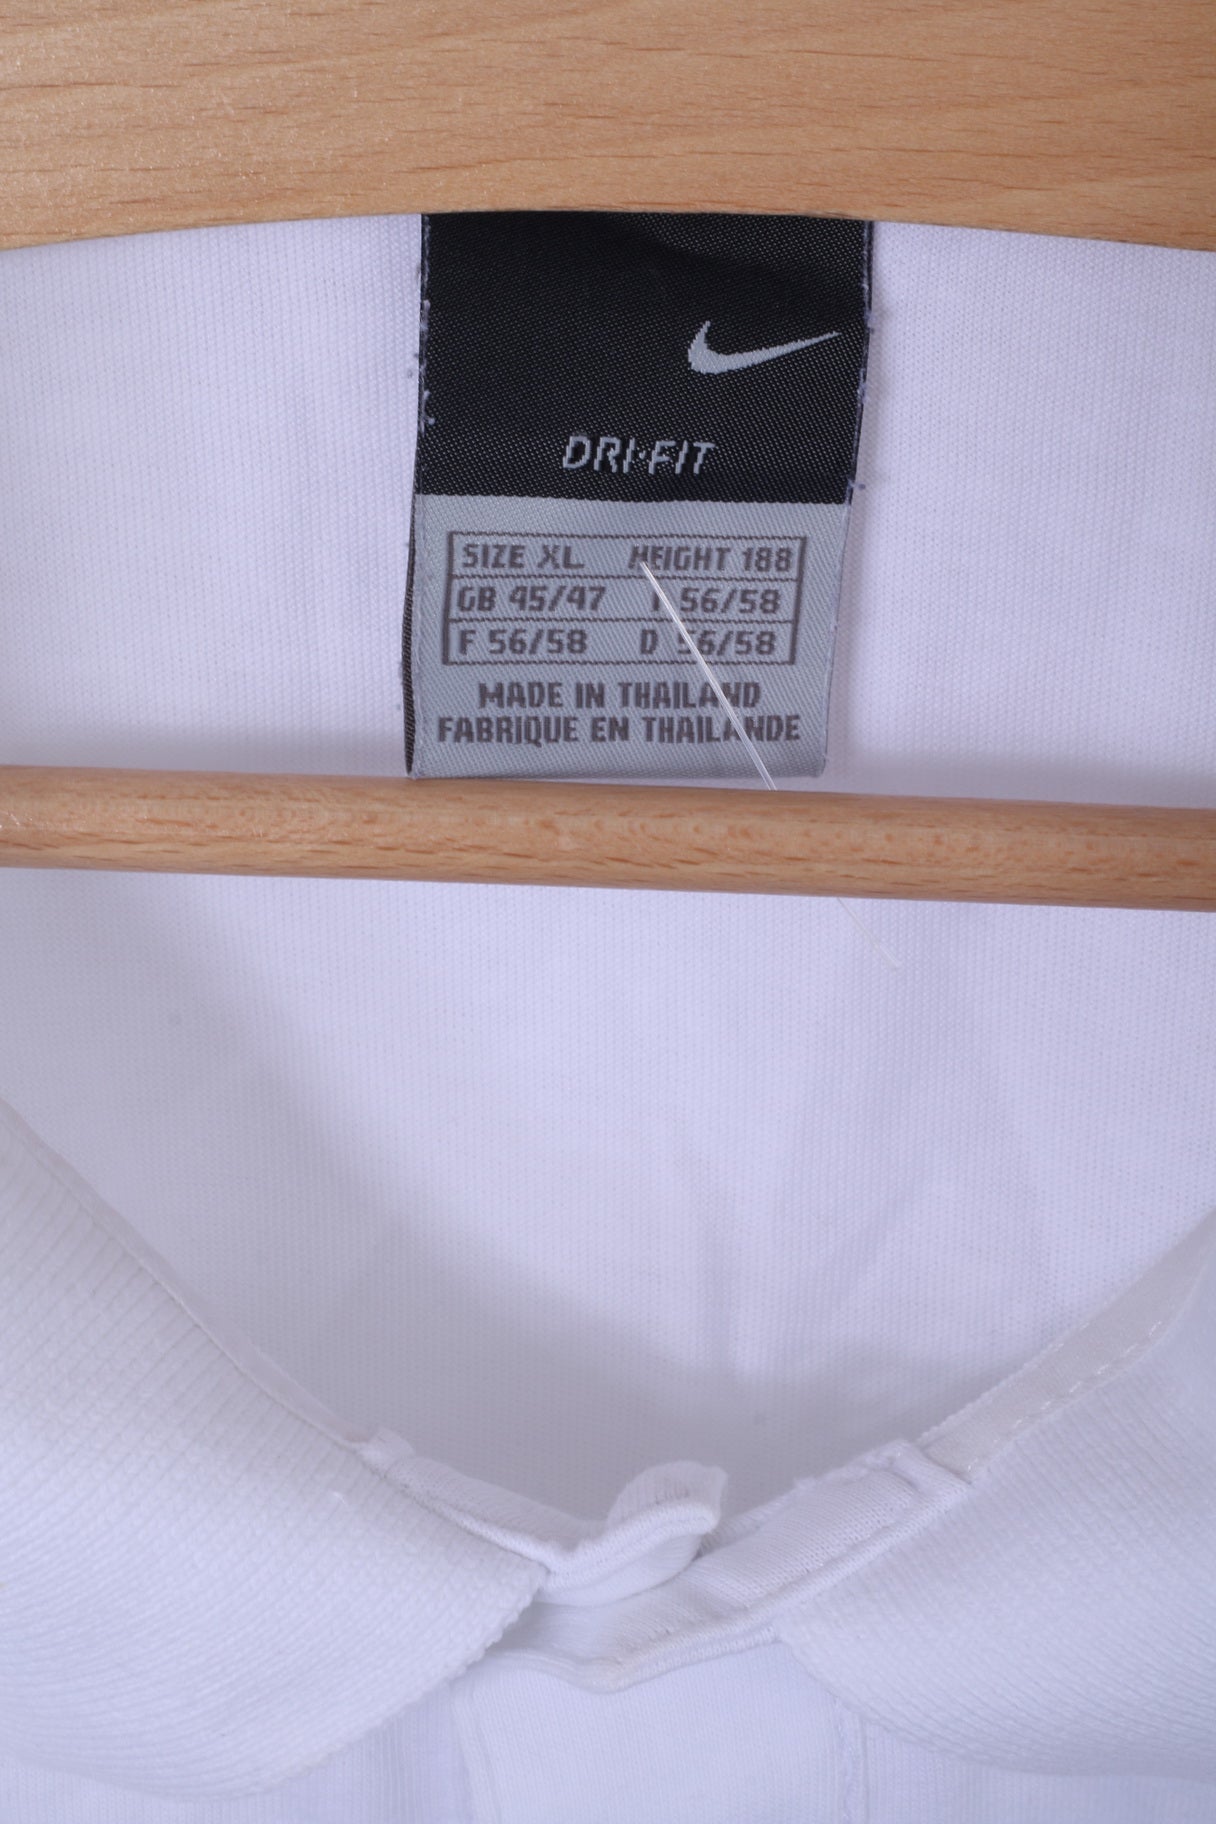 DRI·FIT
SIZE XL HEIGHT 188
GB 45/47 I 56/58
F 56/58 D 56/58
MADE IN THAILAND
FABRIQUE EN THAILANDE